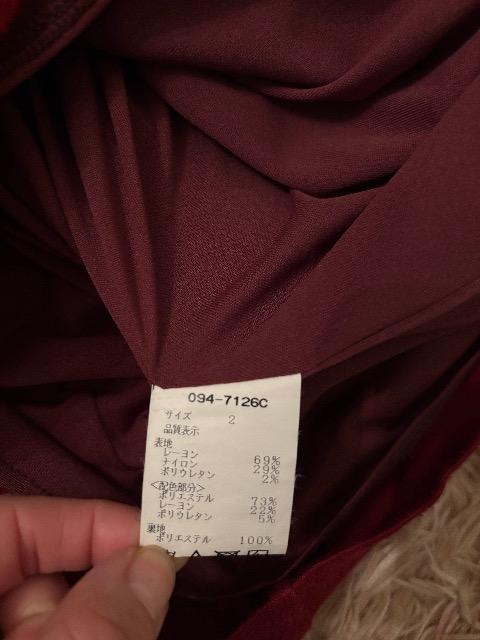 094-7126C
サイズ 2
品質表示
表地
レーヨン 69%
ナイロン 29%
ポリウレタン 2%
<配色部分>
ポリエステル 73%
レーヨン 22%
ポリウレタン 5%
裏地
ポリエステル 100%